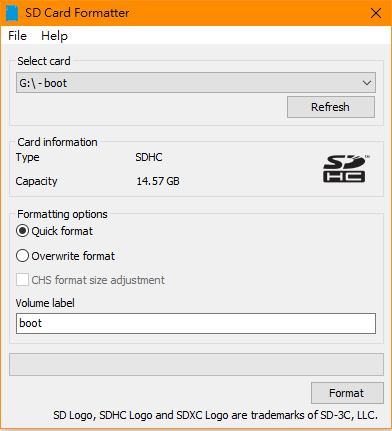 SD Card Formatter
File Help
Select card
G:\ - boot
Refresh
Card information
Type SDHC
Capacity 14.57 GB
SD
HC
Formatting options
Quick format
Overwrite format
CHS format size adjustment
Volume label
boot
Format
SD Logo, SDHC Logo and SDXC Logo are trademarks of SD-3C, LLC.